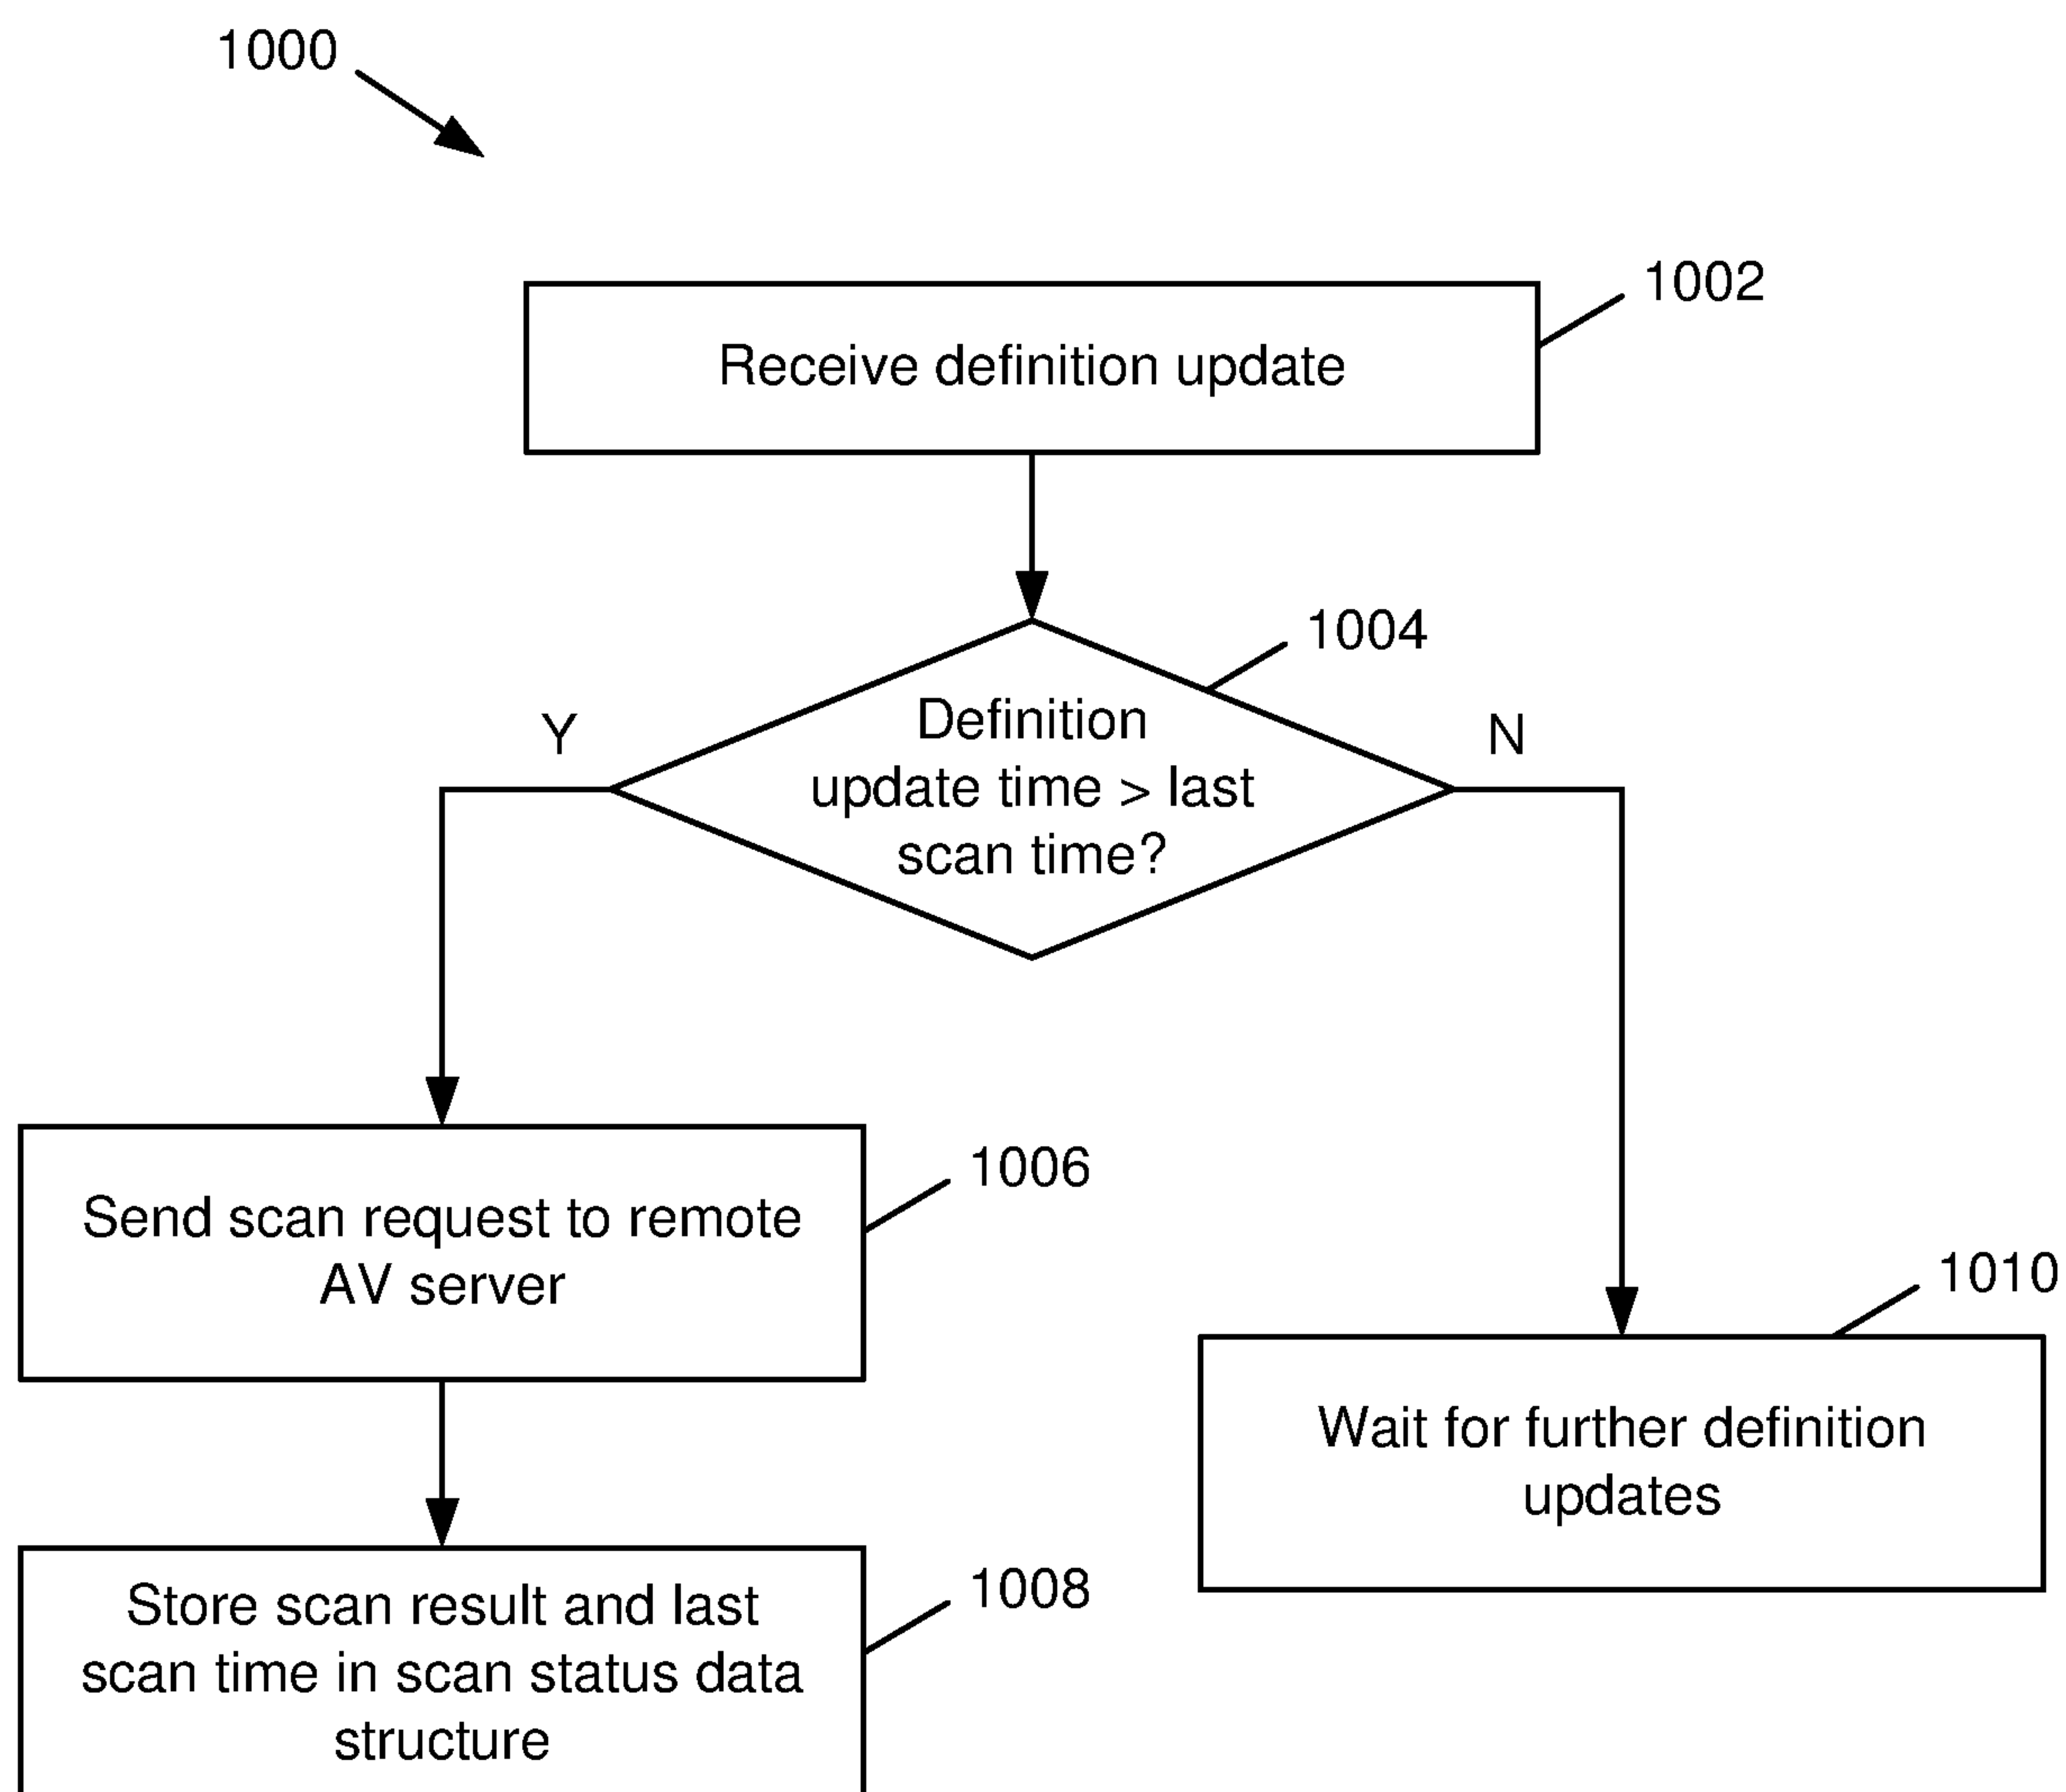 1000
1002
Receive definition update
1004
Definition
update time > last
scan time?
Y
N
1006
Send scan request to remote
AV server
1010
Wait for further definition
updates
1008
Store scan result and last
scan time in scan status data
structure